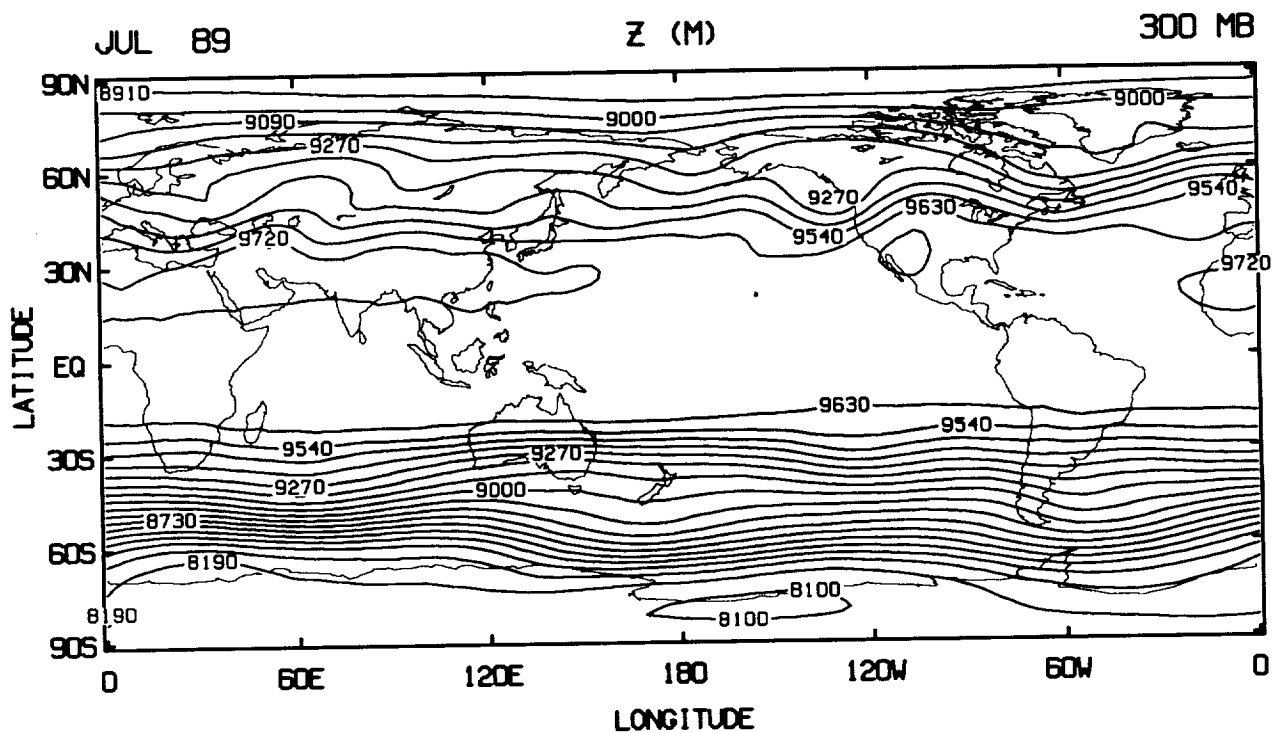 JUL 89 Z (M) 300 MB
90N 8910 9000
9090 9000
9270
60N 9270 9540
9630
9720 9540
30N 9720
EQ
LATITUDE
9630
9540 9540
30S 9270
9270 9000
8730
60S 8190
8100
8190 8100
90S
0 60E 120E 180 120W 60W 0
LONGITUDE